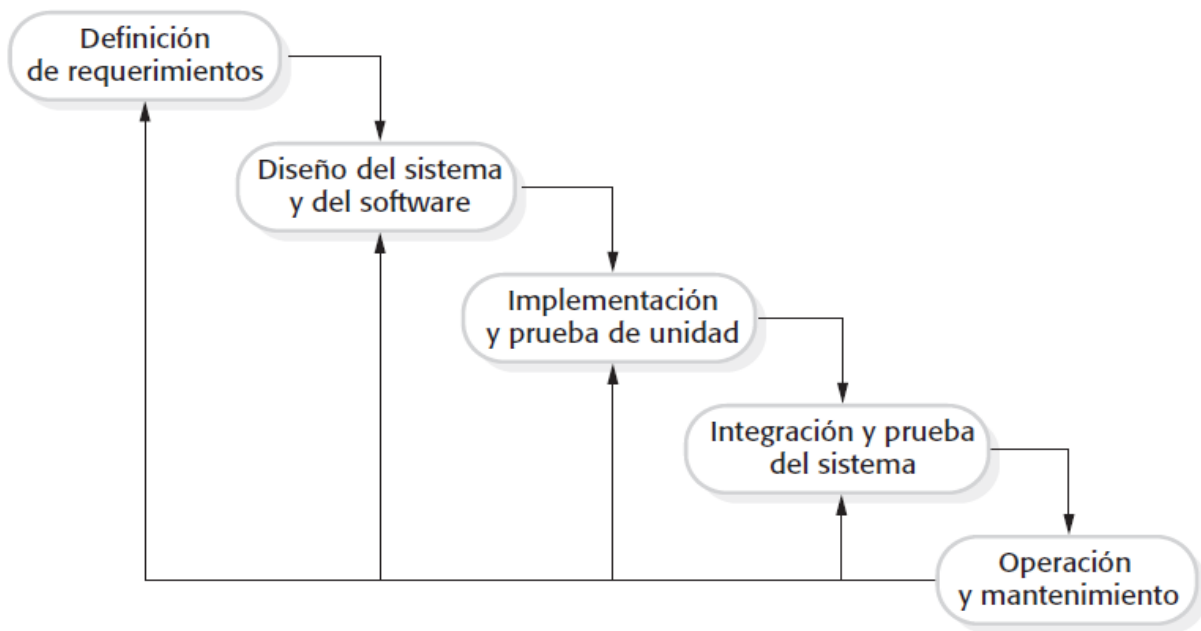 Definición
de requerimientos
Diseño del sistema
y del software
Implementación
y prueba de unidad
Integración y prueba
del sistema
Operación
y mantenimiento